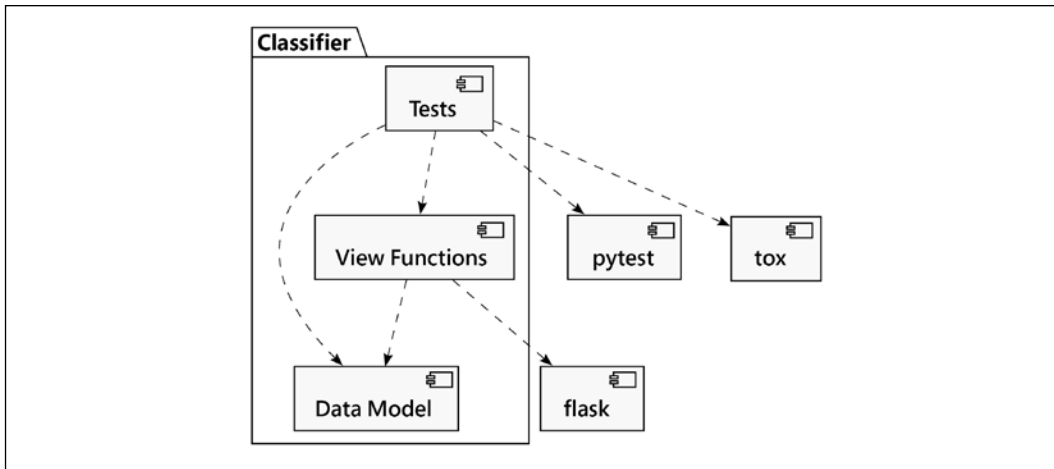 Classifier
Tests
View Functions
pytest
tox
Data Model
flask